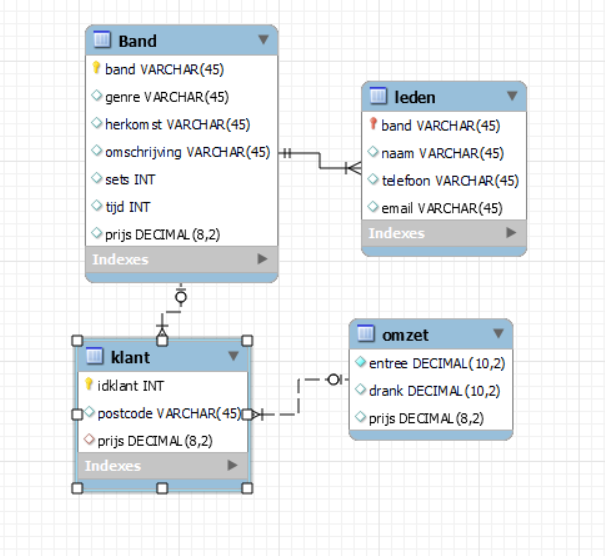 Band
band VARCHAR(45)
genre VARCHAR(45)
herkomst VARCHAR(45)
omschrijving VARCHAR(45)
sets INT
tijd INT
prijs DECIMAL(8,2)
Indexes
leden
band VARCHAR(45)
naam VARCHAR(45)
telefoon VARCHAR(45)
email VARCHAR(45)
Indexes
klant
idklant INT
postcode VARCHAR(45)
prijs DECIMAL(8,2)
Indexes
omzet
entree DECIMAL(10,2)
drank DECIMAL(10,2)
prijs DECIMAL(8,2)